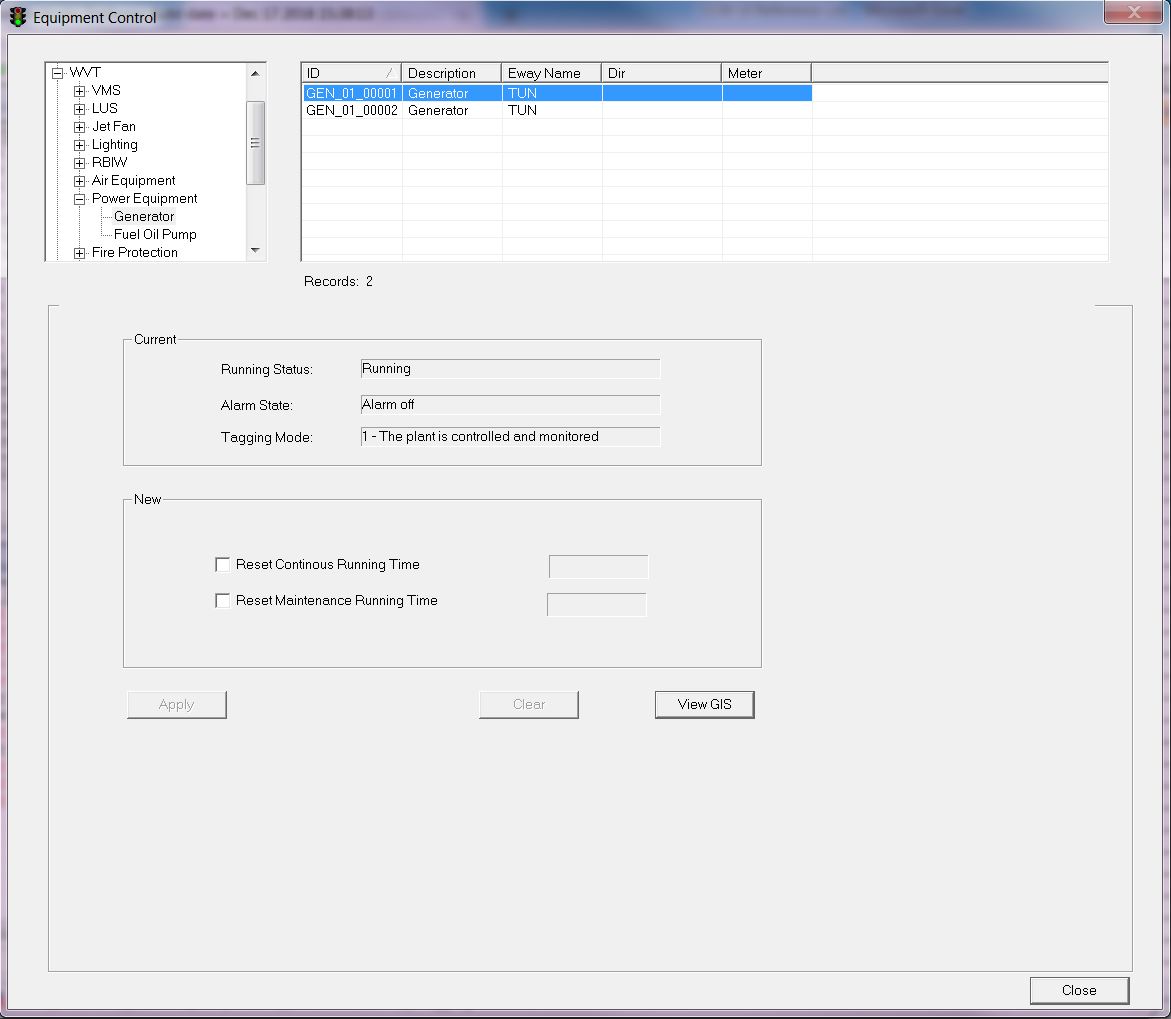 Equipment Control
WVT
VMS
LUS
Jet Fan
Lighting
RBIW
Air Equipment
Power Equipment
Generator
Fuel Oil Pump
Fire Protection
ID Description Eway Name Dir Meter
GEN_01_00001 Generator TUN
GEN_01_00002 Generator TUN
Records: 2
Current
Running Status: Running
Alarm State: Alarm off
Tagging Mode: 1 - The plant is controlled and monitored
New
Reset Continous Running Time
Reset Maintenance Running Time
Apply Clear View GIS
Close